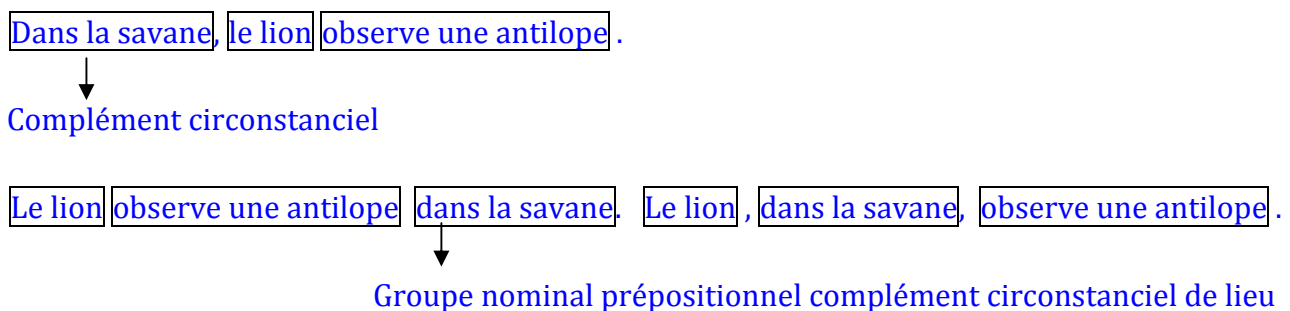 Dans la savane, le lion observe une antilope .
Complément circonstanciel
Le lion observe une antilope dans la savane. Le lion , dans la savane, observe une antilope .
Groupe nominal prépositionnel complément circonstanciel de lieu